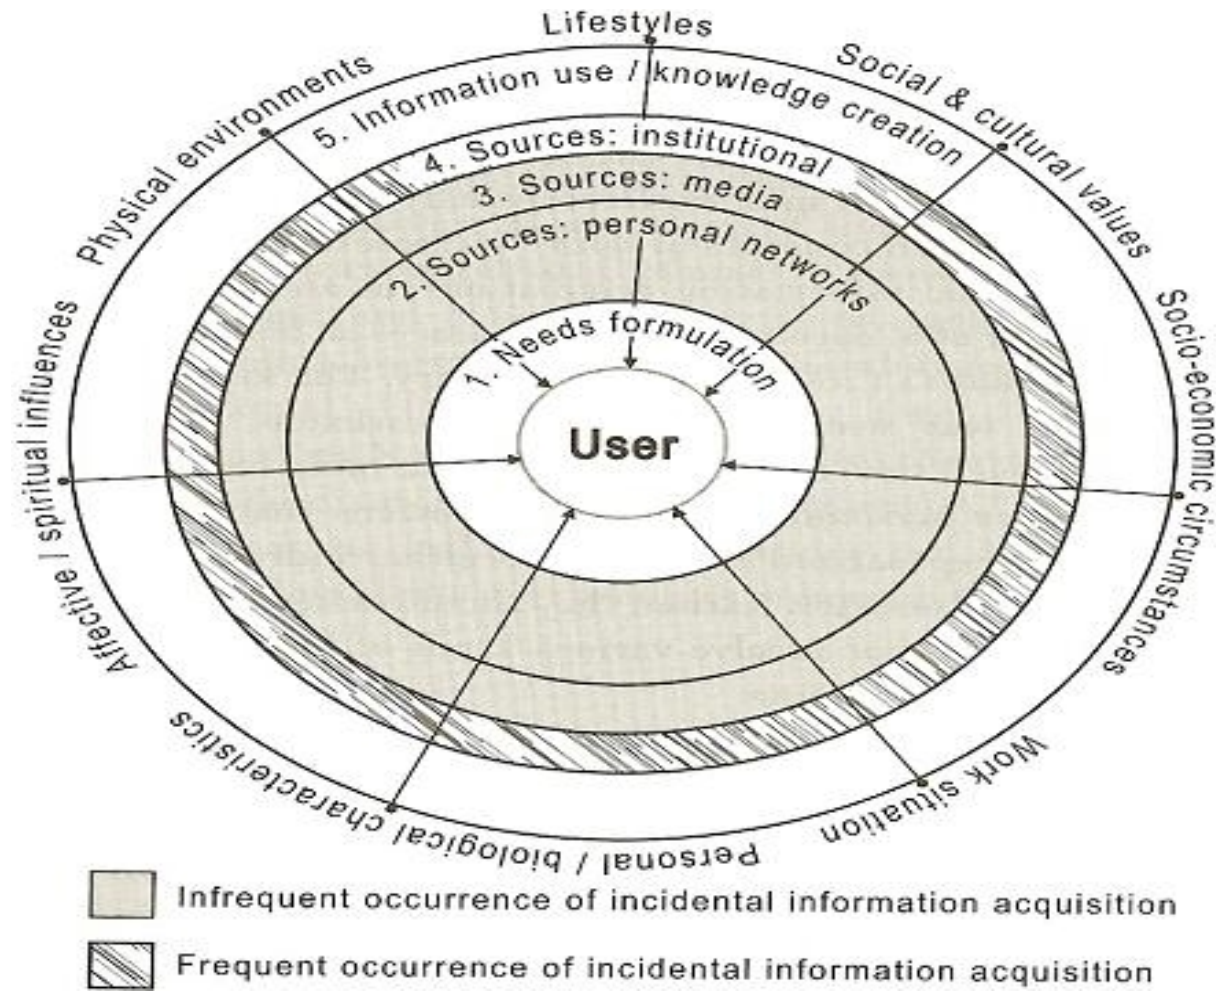 Lifestyles
Social & cultural values
Physical environments
5. Information use / knowledge creation
4. Sources: institutional
3. Sources: media
2. Sources: personal networks
1. Needs formulation
User
Affective / spiritual influences
Socio-economic circumstances
Personal / biological characteristics
Work situation
Infrequent occurrence of incidental information acquisition
Frequent occurrence of incidental information acquisition